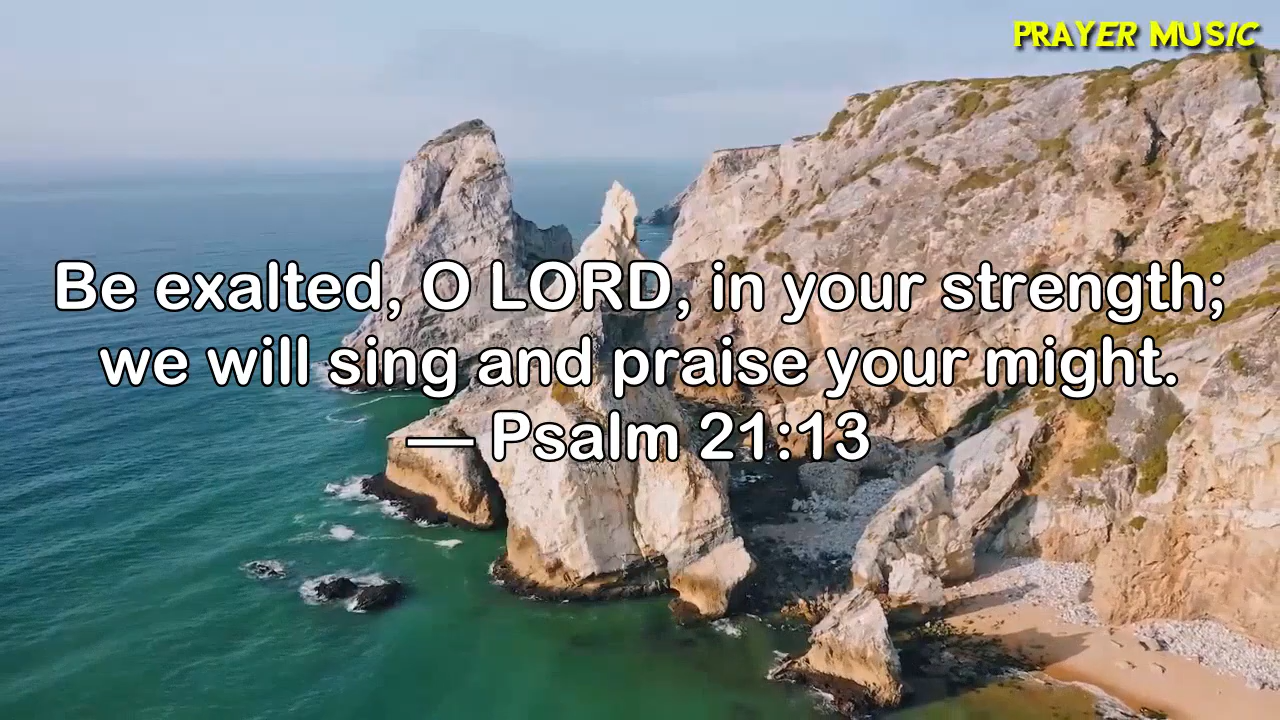 PRAYER MUSIC
Be exalted, O LORD, in your strength;
we will sing and praise your might.
— Psalm 21:13